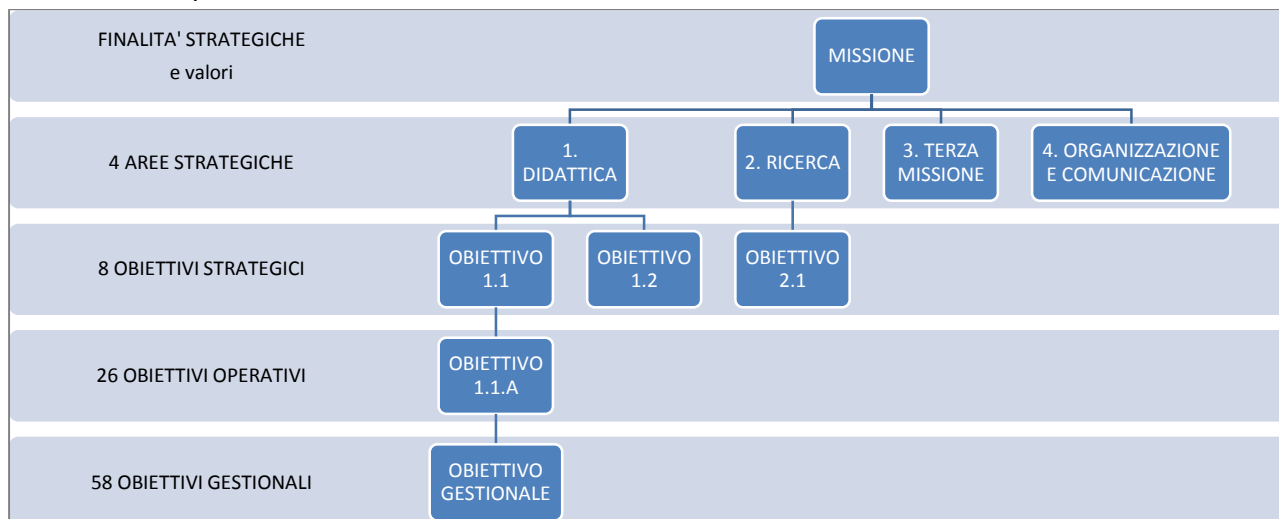 FINALITA' STRATEGICHE
e valori
MISSIONE
4 AREE STRATEGICHE
1.
DIDATTICA
2. RICERCA
3. TERZA
MISSIONE
4. ORGANIZZAZIONE
E COMUNICAZIONE
8 OBIETTIVI STRATEGICI
OBIETTIVO
1.1
OBIETTIVO
1.2
OBIETTIVO
2.1
26 OBIETTIVI OPERATIVI
OBIETTIVO
1.1.A
58 OBIETTIVI GESTIONALI
OBIETTIVO
GESTIONALE